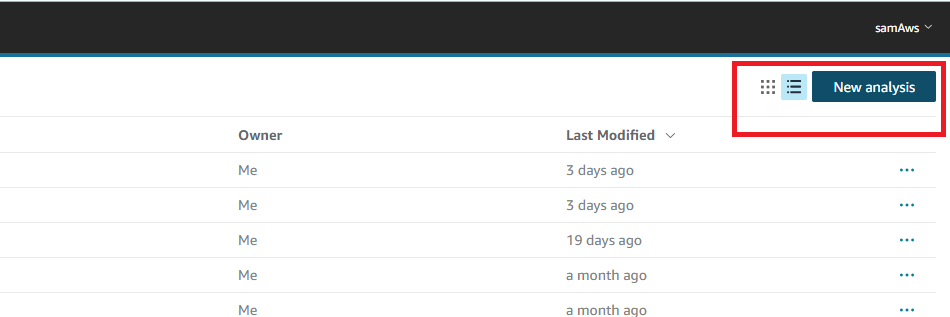 samAws
New analysis
Owner Last Modified
Me 3 days ago
Me 3 days ago
Me 19 days ago
Me a month ago
Me a month ago